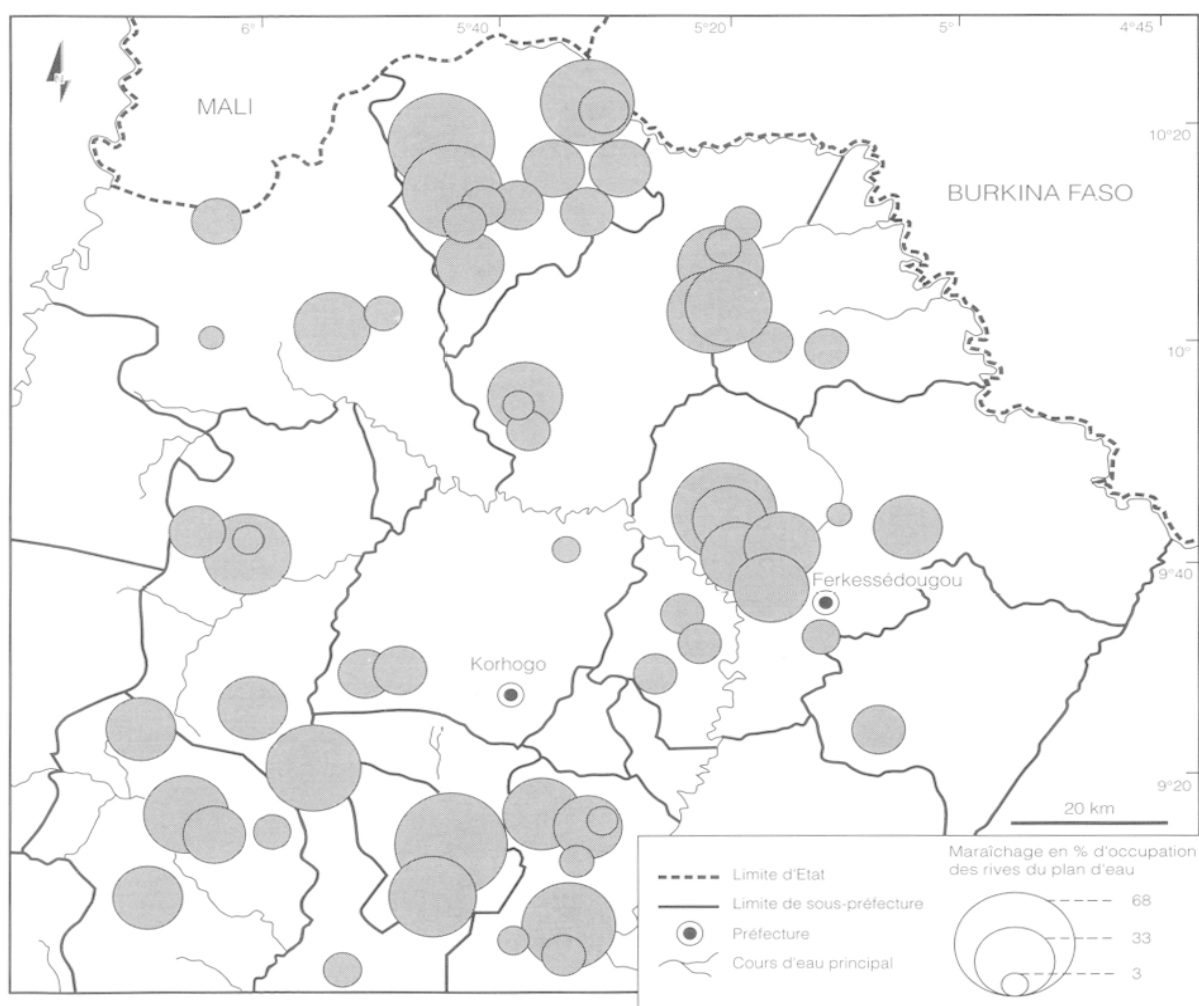 6°
5°40
5°20
5°
4°45
N
MALI
10°20
BURKINA FASO
10°
9°40
Ferkessédougou
Korhogo
9°20
20 km
Maraîchage en % d'occupation
des rives du plan d'eau
Limite d'Etat
68
Limite de sous-préfecture
33
Préfecture
Cours d'eau principal
3